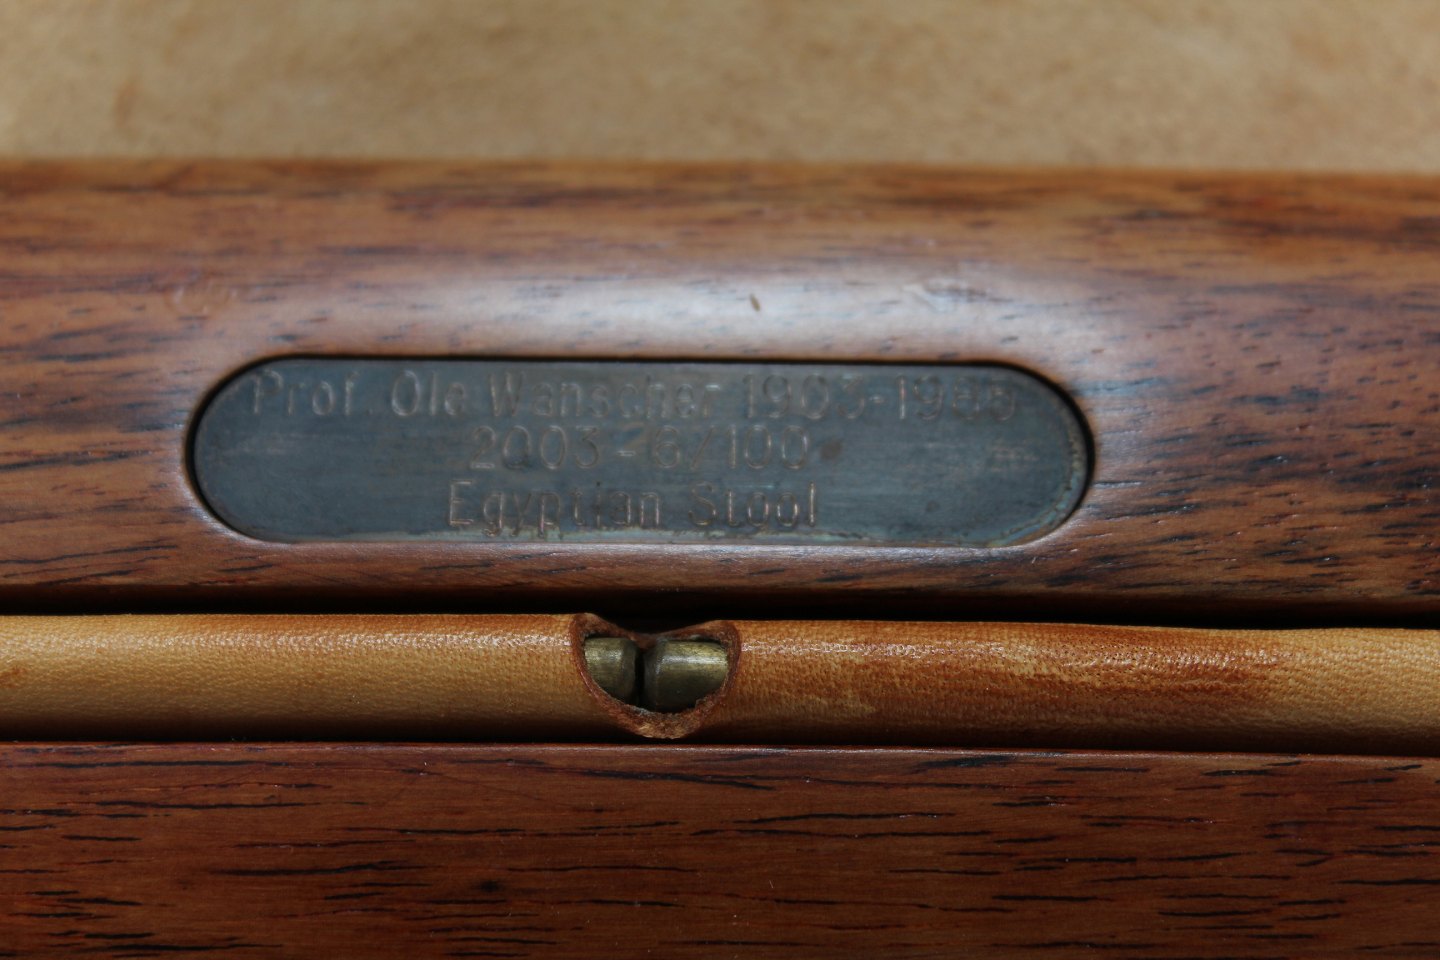 Prof. Ole Wanscher 1903-1985
2003-6/100
Egyptian Stool